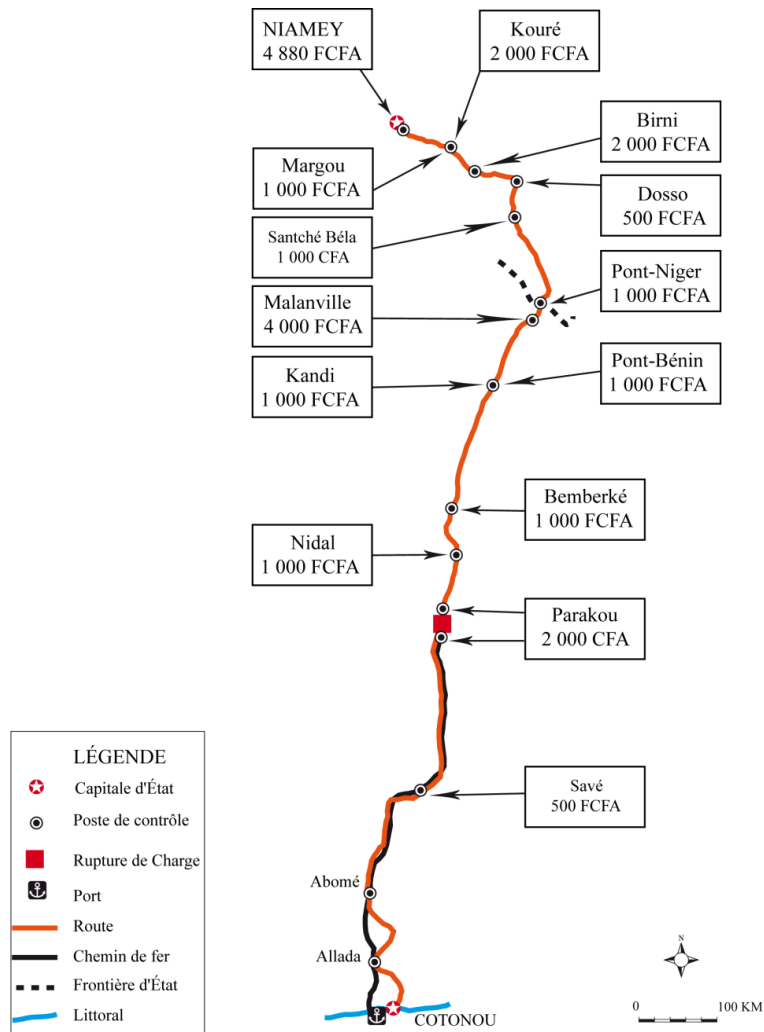 NIAMEY
4 880 FCFA
Kouré
2 000 FCFA
Birni
2 000 FCFA
Margou
1 000 FCFA
Dosso
500 FCFA
Santché Béla
1 000 CFA
Pont-Niger
1 000 FCFA
Malanville
4 000 FCFA
Kandi
1 000 FCFA
Pont-Bénin
1 000 FCFA
Bemberké
1 000 FCFA
Nidal
1 000 FCFA
Parakou
2 000 CFA
Savé
500 FCFA
Abomé
Allada
COTONOU
LÉGENDE
Capitale d'État
Poste de contrôle
Rupture de Charge
Port
Route
Chemin de fer
Frontière d'État
Littoral
N
0 100 KM